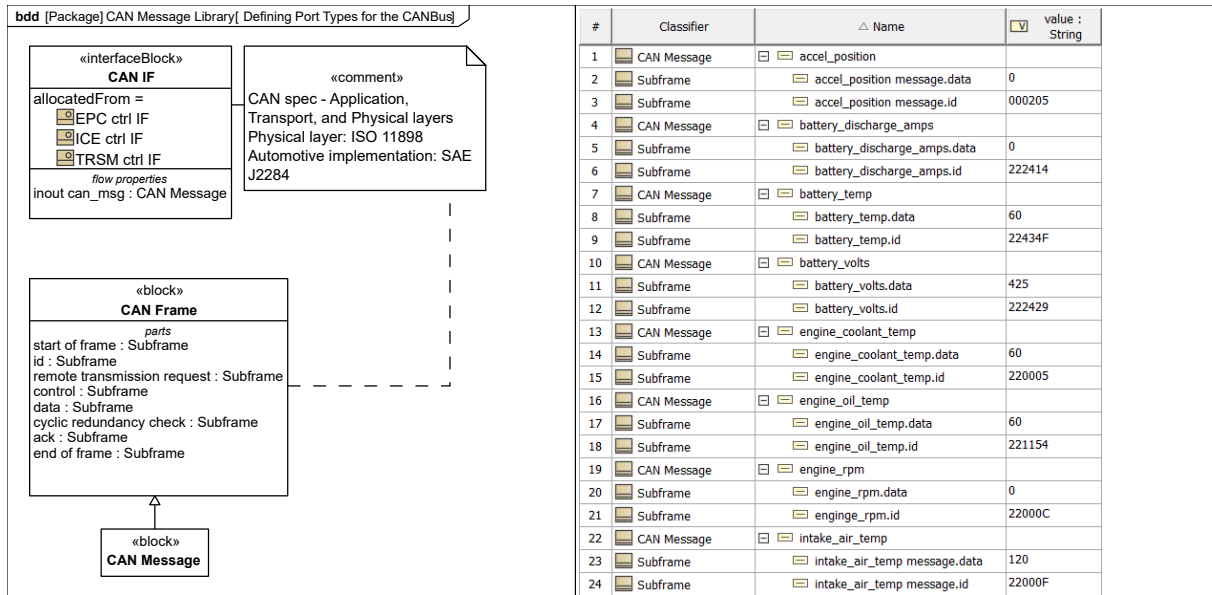 bdd [Package] CAN Message Library[ Defining Port Types for the CANBus]
«interfaceBlock»
CAN IF
allocatedFrom =
EPC ctrl IF
ICE ctrl IF
TRSM ctrl IF
flow properties
inout can_msg : CAN Message
«comment»
CAN spec - Application,
Transport, and Physical layers
Physical layer: ISO 11898
Automotive implementation: SAE
J2284
«block»
CAN Frame
parts
start of frame : Subframe
id : Subframe
remote transmission request : Subframe
control : Subframe
data : Subframe
cyclic redundancy check : Subframe
ack : Subframe
end of frame : Subframe
«block»
CAN Message
# Classifier △ Name V value : String
1 CAN Message accel_position
2 Subframe accel_position message.data 0
3 Subframe accel_position message.id 000205
4 CAN Message battery_discharge_amps
5 Subframe battery_discharge_amps.data 0
6 Subframe battery_discharge_amps.id 222414
7 CAN Message battery_temp
8 Subframe battery_temp.data 60
9 Subframe battery_temp.id 22434F
10 CAN Message battery_volts
11 Subframe battery_volts.data 425
12 Subframe battery_volts.id 222429
13 CAN Message engine_coolant_temp
14 Subframe engine_coolant_temp.data 60
15 Subframe engine_coolant_temp.id 220005
16 CAN Message engine_oil_temp
17 Subframe engine_oil_temp.data 60
18 Subframe engine_oil_temp.id 221154
19 CAN Message engine_rpm
20 Subframe engine_rpm.data 0
21 Subframe enginge_rpm.id 22000C
22 CAN Message intake_air_temp
23 Subframe intake_air_temp message.data 120
24 Subframe intake_air_temp message.id 22000F